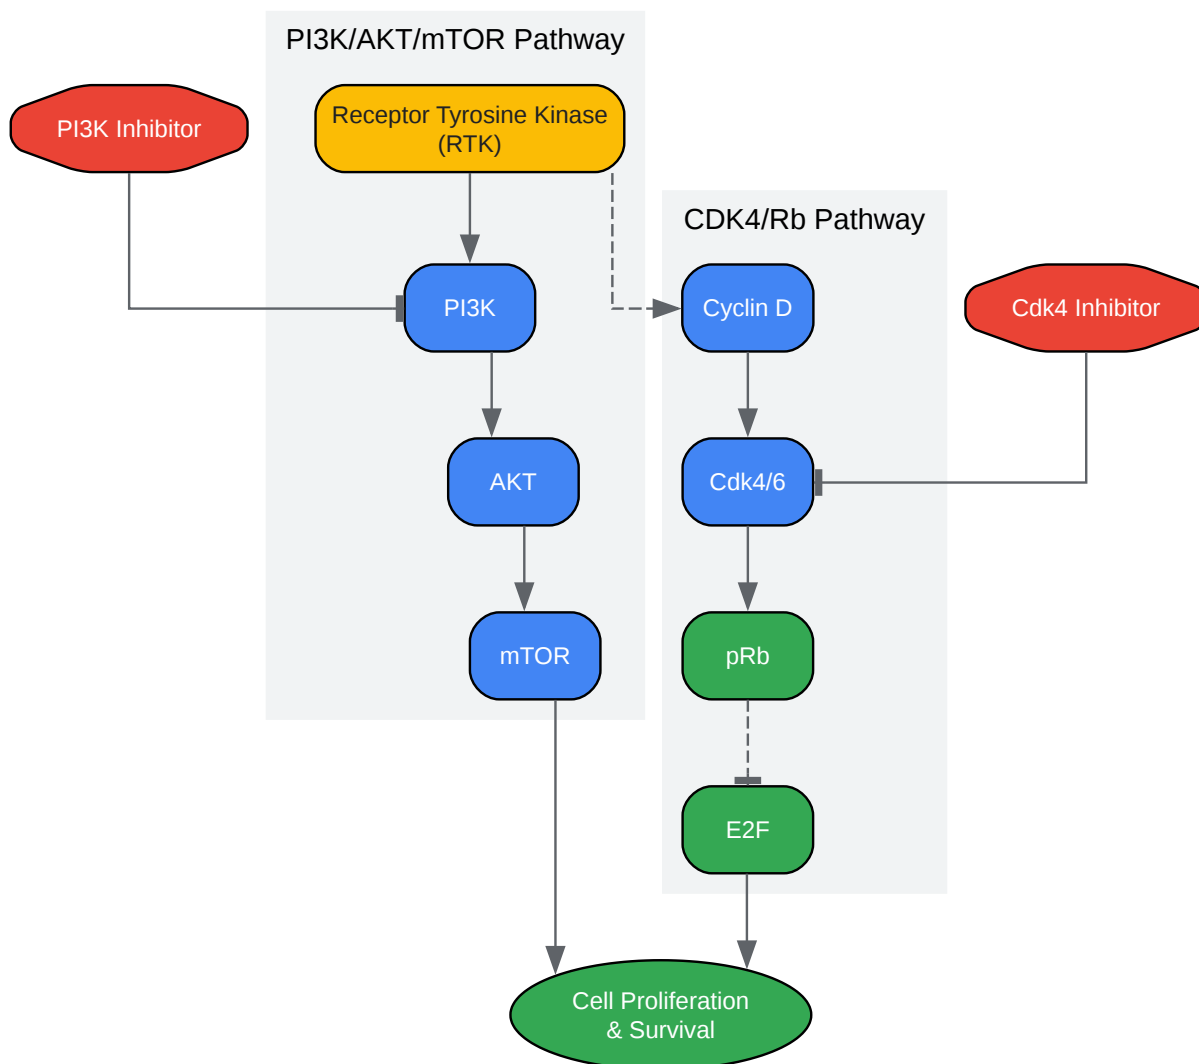 PI3K/AKT/mTOR Pathway
PI3K Inhibitor
Receptor Tyrosine Kinase
(RTK)
CDK4/Rb Pathway
PI3K
Cyclin D
Cdk4 Inhibitor
AKT
Cdk4/6
mTOR
pRb
E2F
Cell Proliferation
& Survival